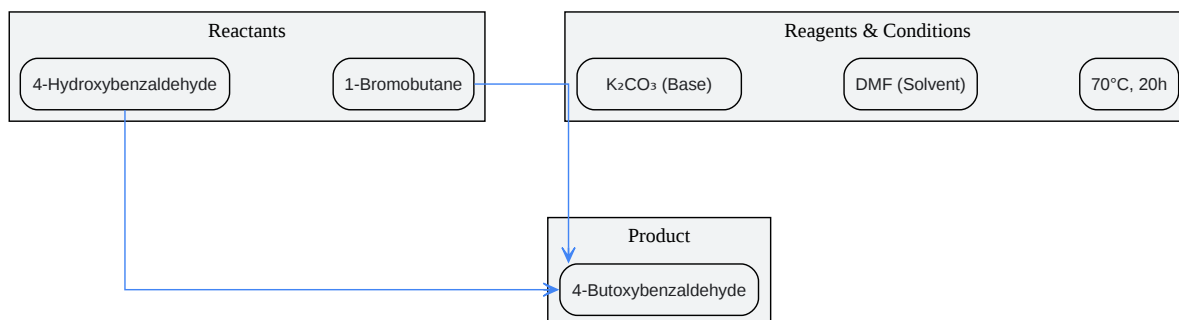 Reactants
4-Hydroxybenzaldehyde
1-Bromobutane
Reagents & Conditions
K₂CO₃ (Base)
DMF (Solvent)
70°C, 20h
Product
4-Butoxybenzaldehyde